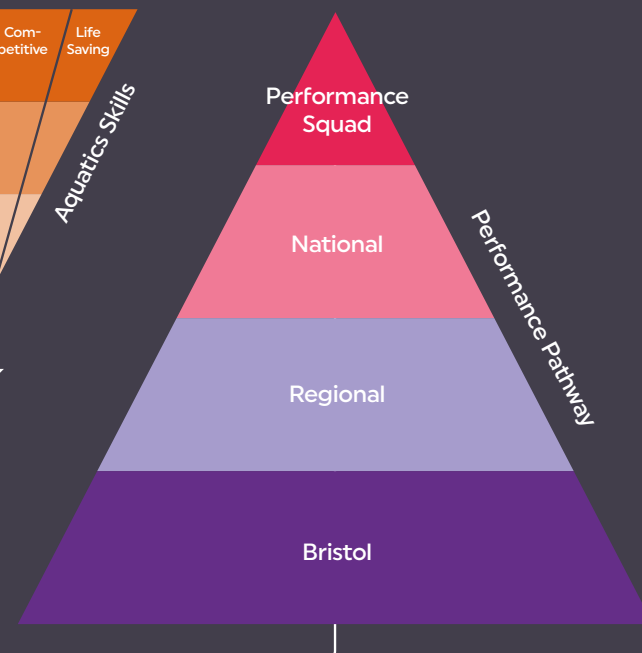 Com-
petitive
Life
Saving
Aquatics Skills
Performance
Squad
National
Performance Pathway
Regional
Bristol